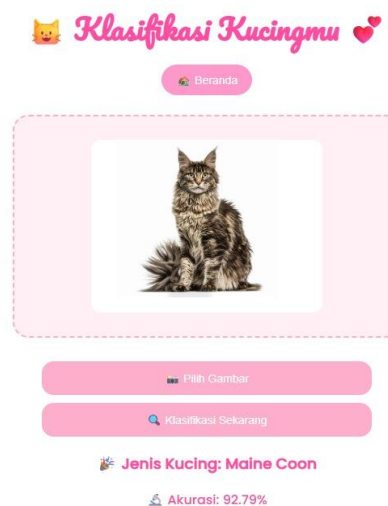 😺 Klasifikasi Kucingmu 💕
🏠 Beranda
📸 Pilih Gambar
🔍 Klasifikasi Sekarang
🎉 Jenis Kucing: Maine Coon
🔬 Akurasi: 92.79%